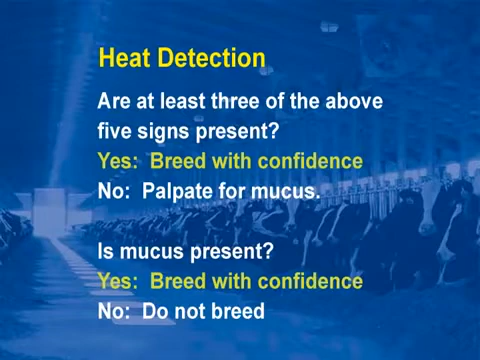 Heat Detection
Are at least three of the above
five signs present?
Yes: Breed with confidence
No: Palpate for mucus.
Is mucus present?
Yes: Breed with confidence
No: Do not breed